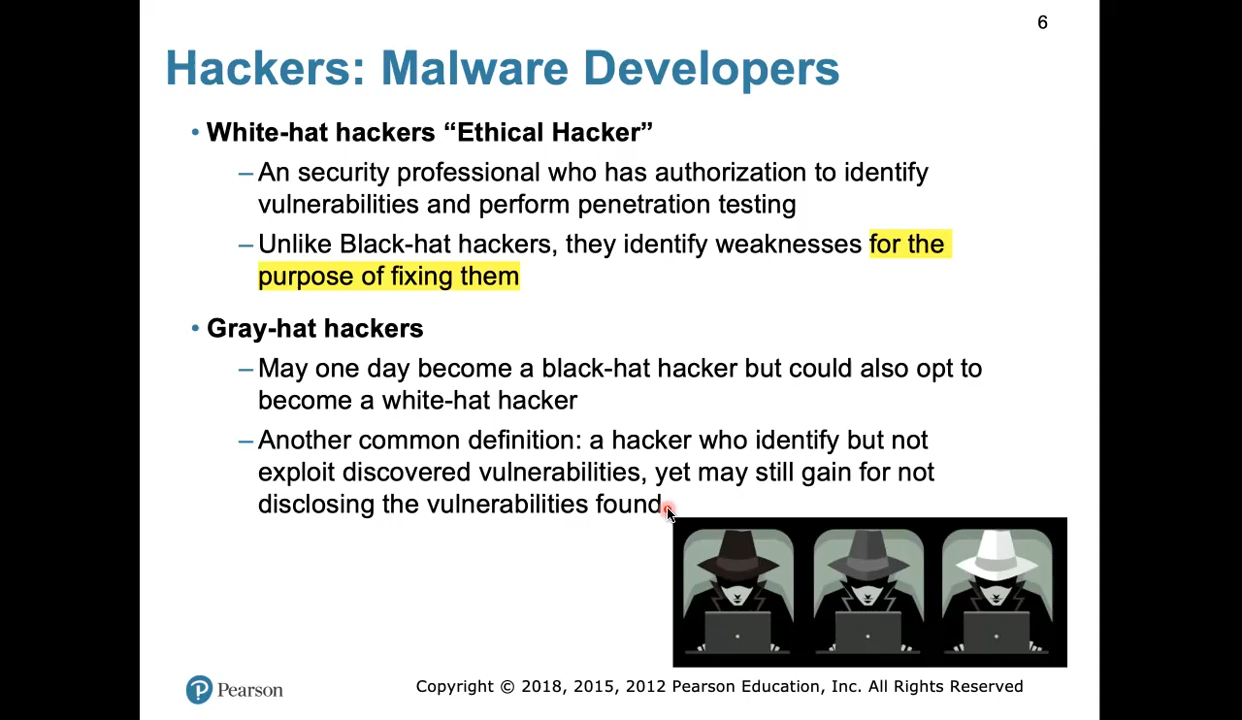 6
Hackers: Malware Developers
• White-hat hackers “Ethical Hacker”
– An security professional who has authorization to identify
vulnerabilities and perform penetration testing
– Unlike Black-hat hackers, they identify weaknesses for the
purpose of fixing them
• Gray-hat hackers
– May one day become a black-hat hacker but could also opt to
become a white-hat hacker
– Another common definition: a hacker who identify but not
exploit discovered vulnerabilities, yet may still gain for not
disclosing the vulnerabilities found.
P Pearson
Copyright © 2018, 2015, 2012 Pearson Education, Inc. All Rights Reserved